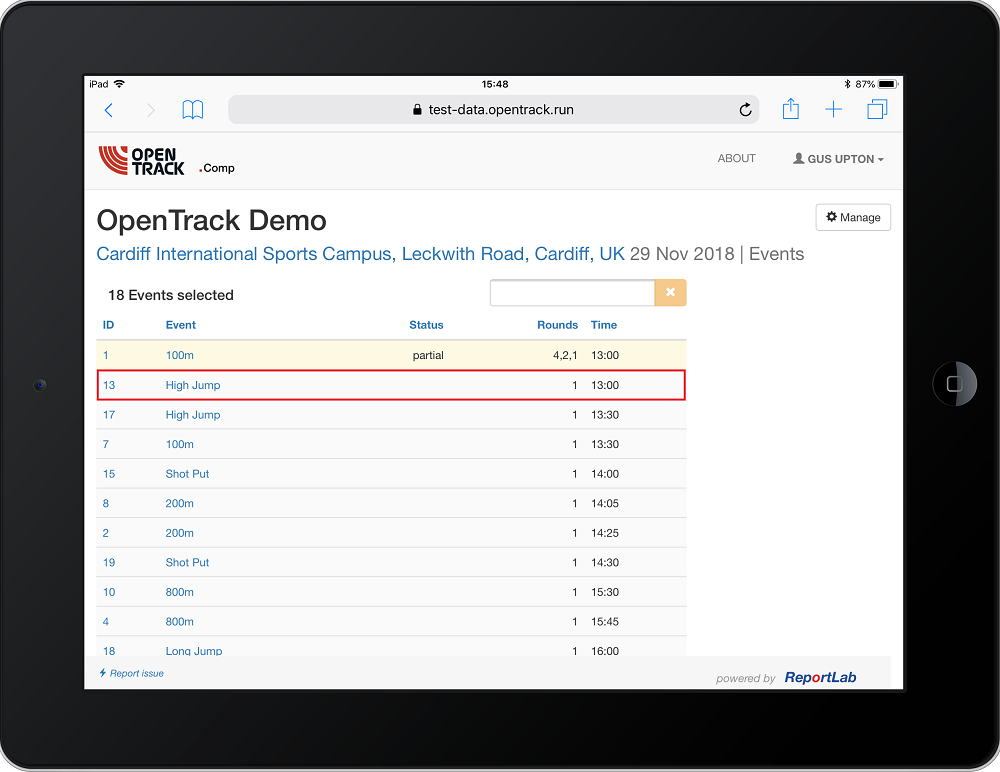 iPad 15:48 87%
test-data.opentrack.run
OPEN
TRACK .Comp ABOUT GUS UPTON
OpenTrack Demo Manage
Cardiff International Sports Campus, Leckwith Road, Cardiff, UK 29 Nov 2018 | Events
18 Events selected
ID Event Status Rounds Time
1 100m partial 4,2,1 13:00
13 High Jump 1 13:00
17 High Jump 1 13:30
7 100m 1 13:30
15 Shot Put 1 14:00
8 200m 1 14:05
2 200m 1 14:25
19 Shot Put 1 14:30
10 800m 1 15:30
4 800m 1 15:45
18 Long Jump 1 16:00
Report issue powered by ReportLab